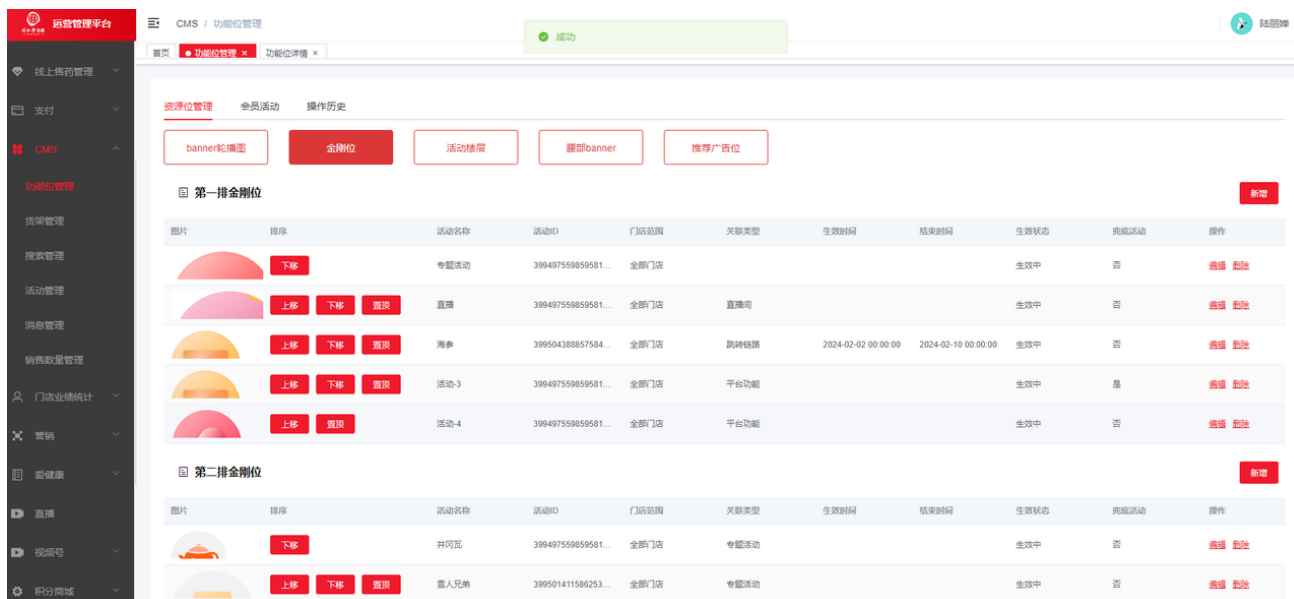 运营管理平台
CMS / 功能位管理
成功
陆丽婵
首页 功能位管理 × 功能位详情 ×
线上售药管理
支付
CMS
功能位管理
货架管理
搜索管理
活动管理
消息管理
销售数量管理
门店业绩统计
营销
爱健康
直播
视频号
积分商城
资源位管理 会员活动 操作历史
banner轮播图 金刚位 活动楼层 腰部banner 推荐广告位
第一排金刚位 新增
图片 排序 活动名称 活动ID 门店范围 关联类型 生效时间 结束时间 生效状态 兜底活动 操作
下移 专题活动 399497559859581... 全部门店 生效中 否 编辑 删除
上移 下移 置顶 直播 399497559859581... 全部门店 直播间 生效中 否 编辑 删除
上移 下移 置顶 海参 399504388857584... 全部门店 跳转链路 2024-02-02 00:00:00 2024-02-10 00:00:00 生效中 否 编辑 删除
上移 下移 置顶 活动-3 399497559859581... 全部门店 平台功能 生效中 是 编辑 删除
上移 置顶 活动-4 399497559859581... 全部门店 平台功能 生效中 否 编辑 删除
第二排金刚位 新增
图片 排序 活动名称 活动ID 门店范围 关联类型 生效时间 结束时间 生效状态 兜底活动 操作
下移 井冈瓦 399497559859581... 全部门店 专题活动 生效中 否 编辑 删除
上移 下移 置顶 雪人兄弟 399501411586253... 全部门店 专题活动 生效中 否 编辑 删除